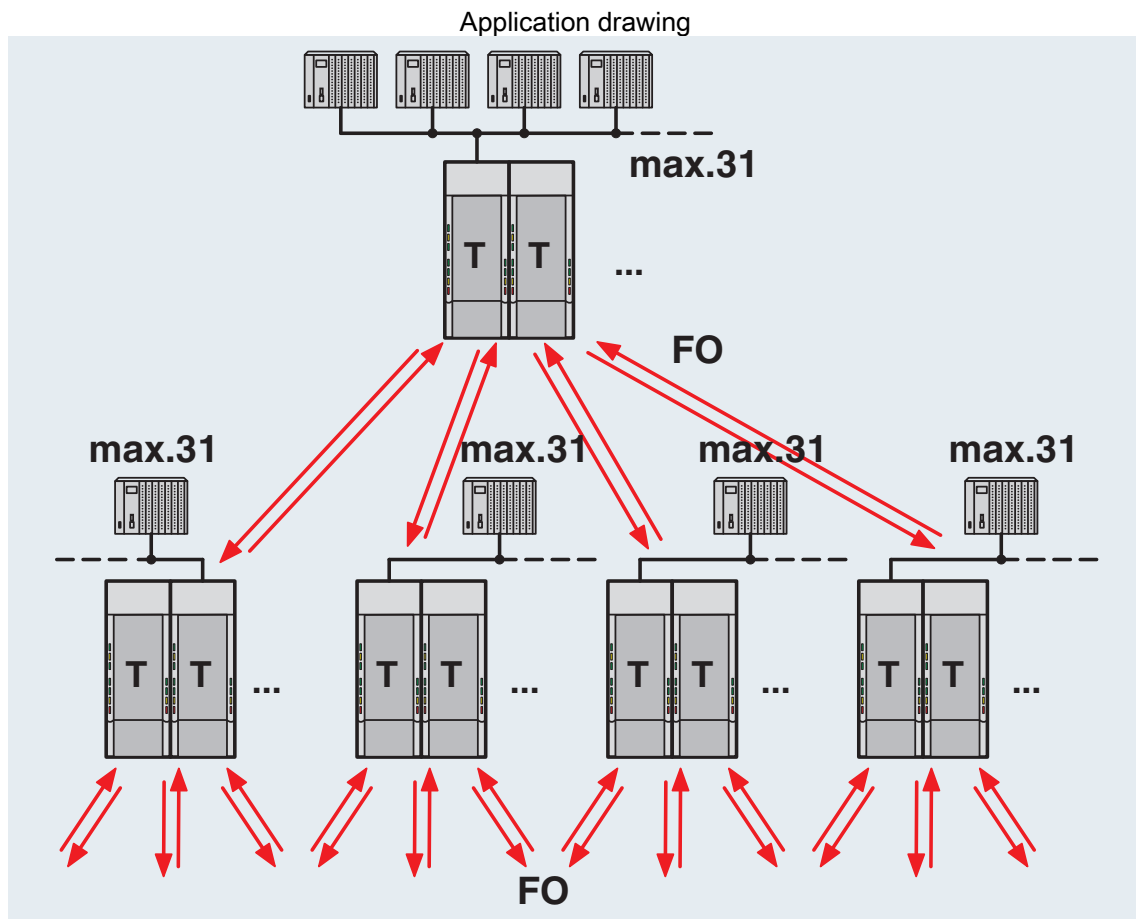 Application drawing
max.31
T T ...
FO
max.31 max.31 max.31 max.31
T T ... T T ... T T ... T T ...
FO